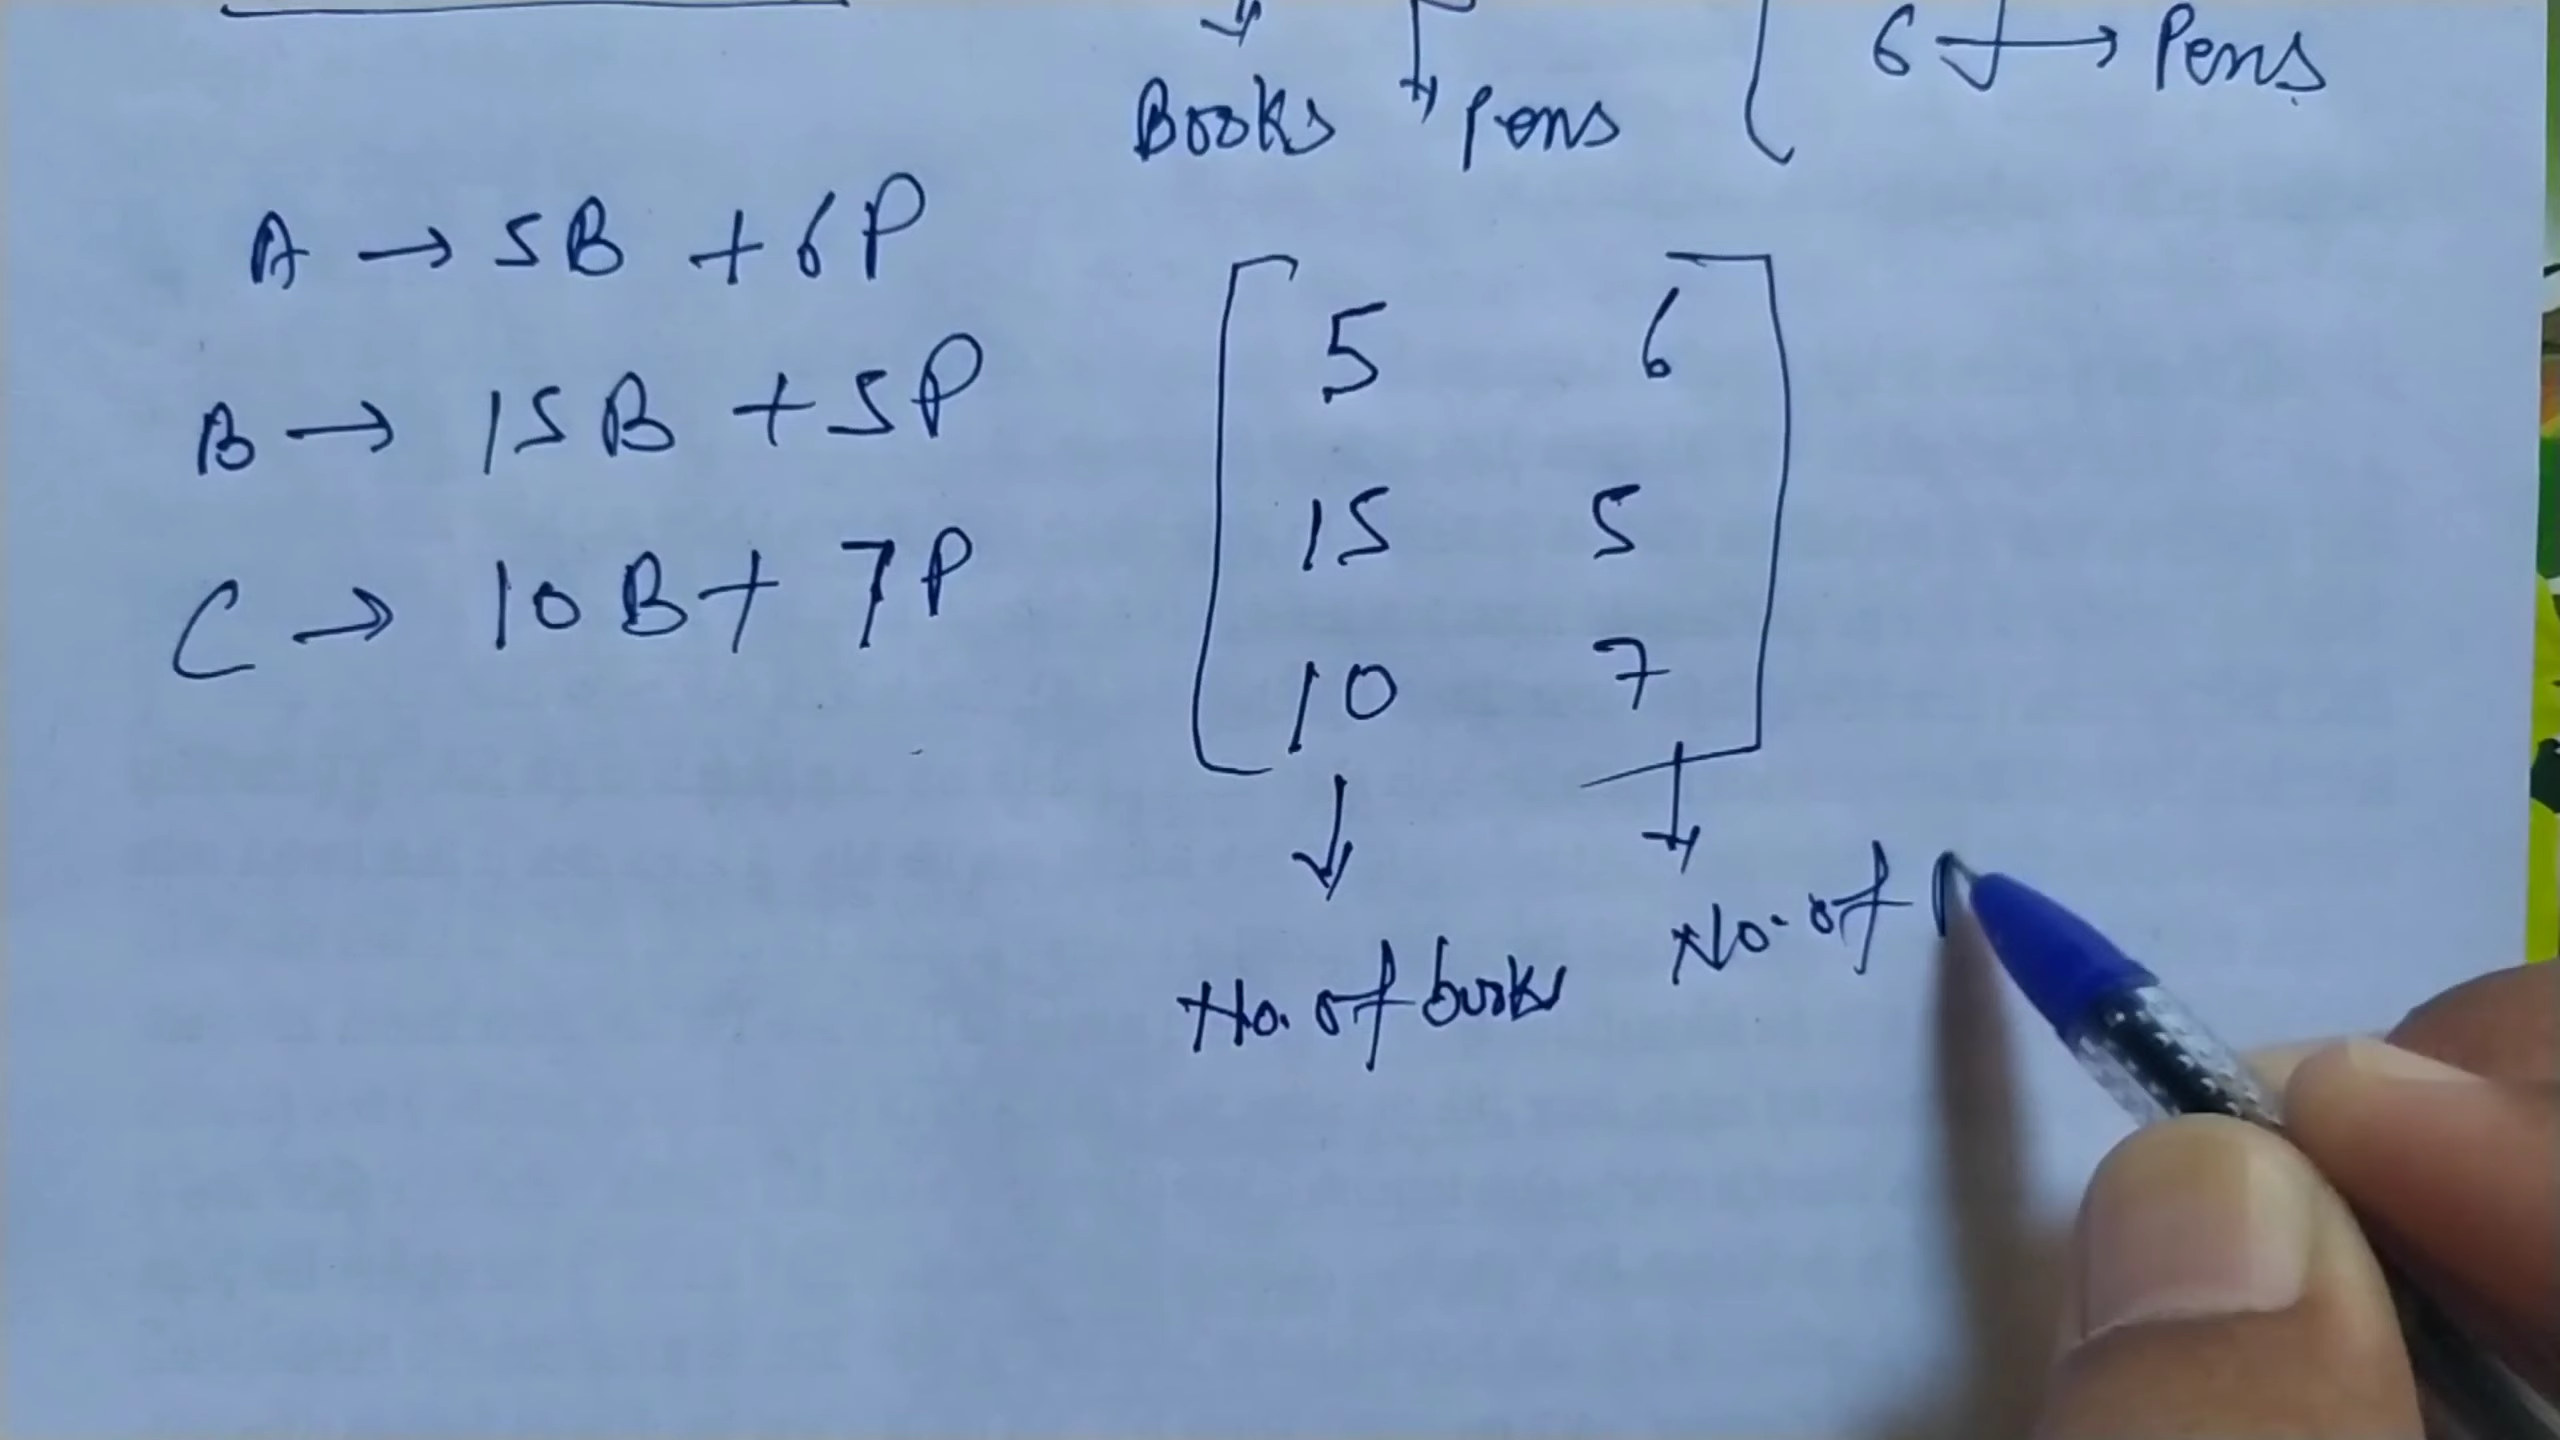 6 → Pens
Books Pens
A → 5B + 6P
B → 15B + 5P
C → 10B + 7P
5 6
15 5
10 7
No. of books
No. of